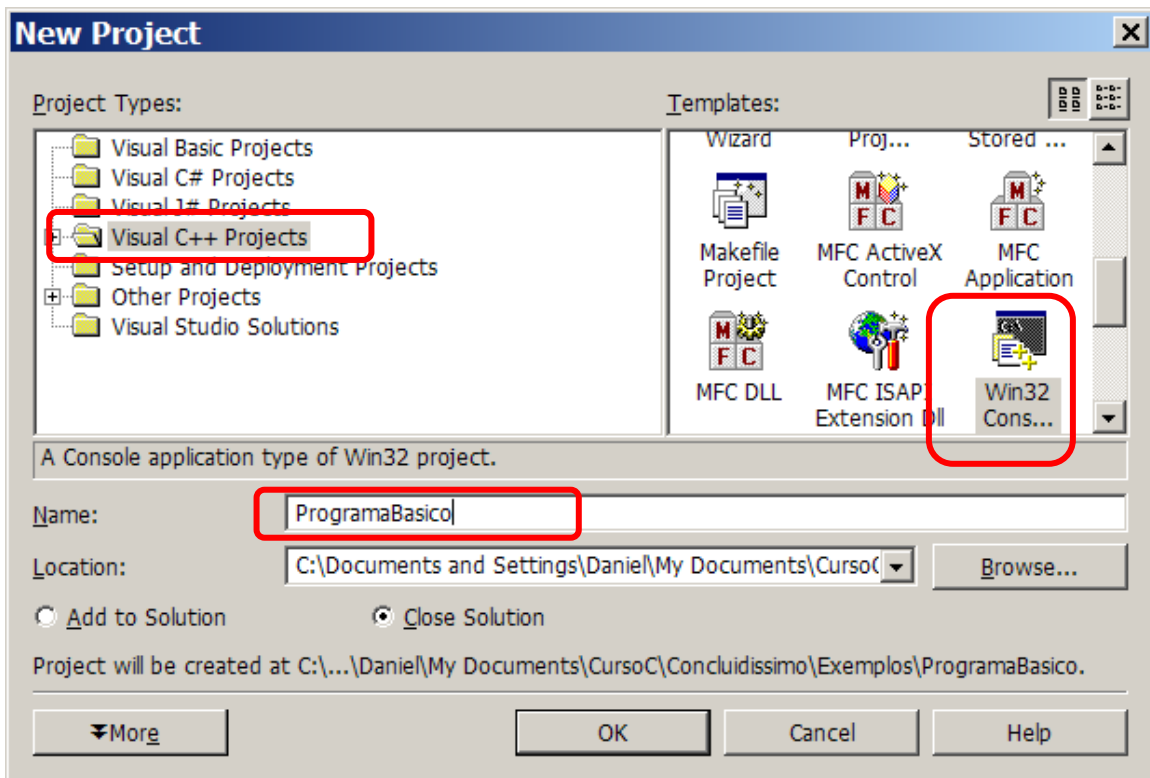 New Project
Project Types:
Templates:
Visual Basic Projects
Visual C# Projects
Visual J# Projects
Visual C++ Projects
Setup and Deployment Projects
Other Projects
Visual Studio Solutions
Wizard Proj... Stored ...
Makefile Project
MFC ActiveX Control
MFC Application
MFC DLL
MFC ISAPI Extension Dll
Win32 Cons...
A Console application type of Win32 project.
Name: ProgramaBasico
Location: C:\Documents and Settings\Daniel\My Documents\CursoC Browse...
Add to Solution Close Solution
Project will be created at C:\...\Daniel\My Documents\CursoC\Concluidissimo\Exemplos\ProgramaBasico.
More OK Cancel Help